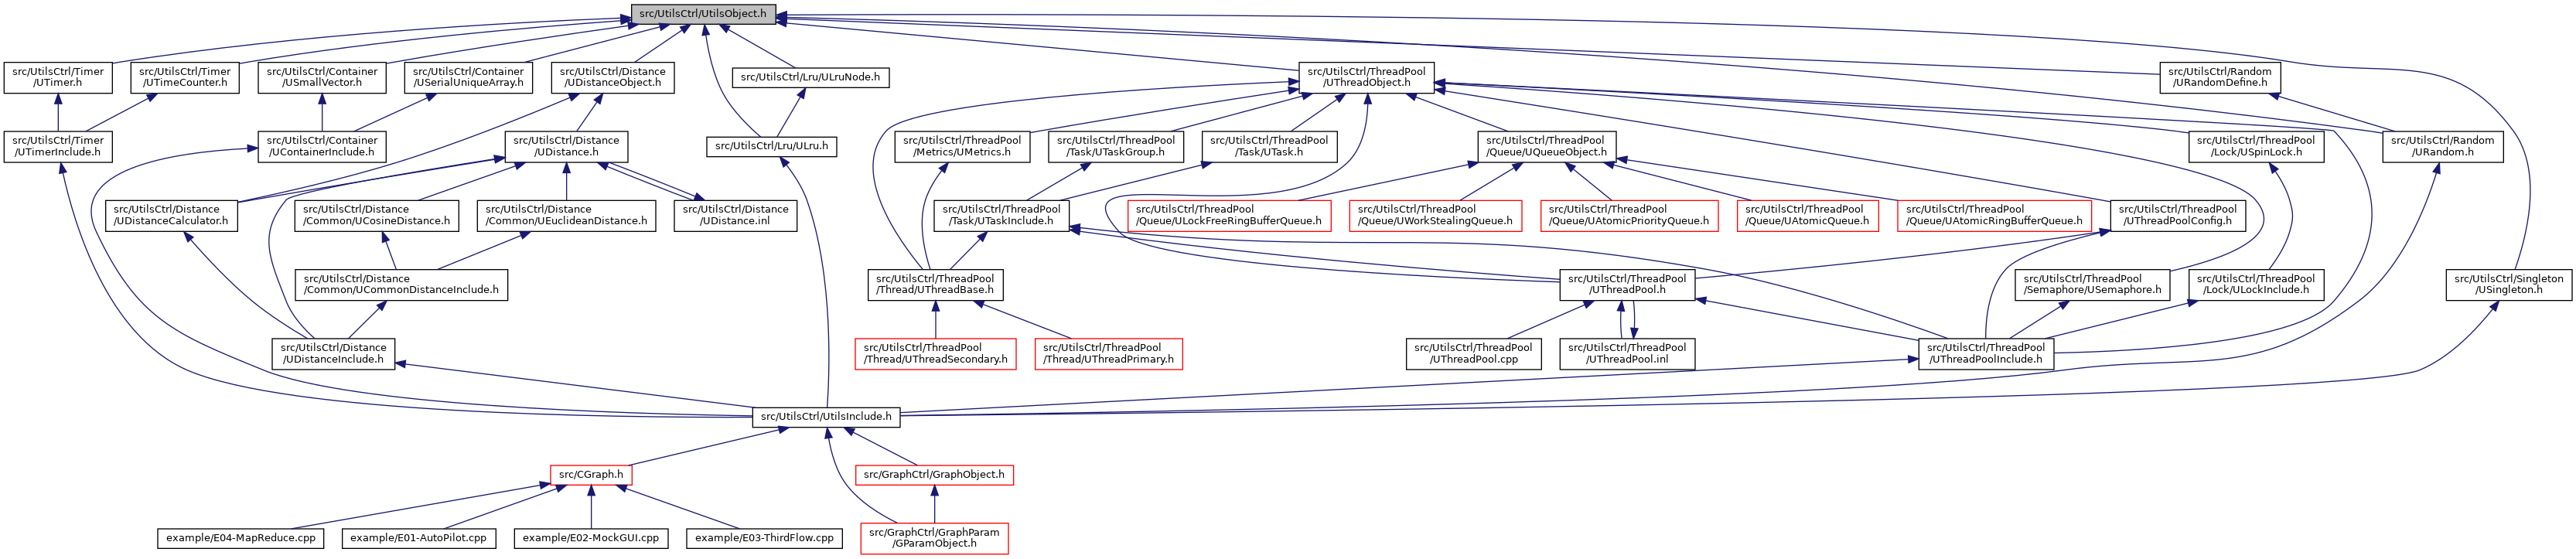 src/UtilsCtrl/UtilsObject.h
src/UtilsCtrl/Timer
/UTimer.h
src/UtilsCtrl/Timer
/UTimeCounter.h
src/UtilsCtrl/Container
/USmallVector.h
src/UtilsCtrl/Container
/USerialUniqueArray.h
src/UtilsCtrl/Distance
/UDistanceObject.h
src/UtilsCtrl/Lru/ULruNode.h
src/UtilsCtrl/ThreadPool
/UThreadObject.h
src/UtilsCtrl/Random
/URandomDefine.h
src/UtilsCtrl/Timer
/UTimerInclude.h
src/UtilsCtrl/Container
/UContainerInclude.h
src/UtilsCtrl/Distance
/UDistance.h
src/UtilsCtrl/Lru/ULru.h
src/UtilsCtrl/ThreadPool
/Metrics/UMetrics.h
src/UtilsCtrl/ThreadPool
/Task/UTaskGroup.h
src/UtilsCtrl/ThreadPool
/Task/UTask.h
src/UtilsCtrl/ThreadPool
/Queue/UQueueObject.h
src/UtilsCtrl/ThreadPool
/Lock/USpinLock.h
src/UtilsCtrl/Random
/URandom.h
src/UtilsCtrl/Distance
/UDistanceCalculator.h
src/UtilsCtrl/Distance
/Common/UCosineDistance.h
src/UtilsCtrl/Distance
/Common/UEuclideanDistance.h
src/UtilsCtrl/Distance
/UDistance.inl
src/UtilsCtrl/ThreadPool
/Task/UTaskInclude.h
src/UtilsCtrl/ThreadPool
/Queue/ULockFreeRingBufferQueue.h
src/UtilsCtrl/ThreadPool
/Queue/UWorkStealingQueue.h
src/UtilsCtrl/ThreadPool
/Queue/UAtomicPriorityQueue.h
src/UtilsCtrl/ThreadPool
/Queue/UAtomicQueue.h
src/UtilsCtrl/ThreadPool
/Queue/UAtomicRingBufferQueue.h
src/UtilsCtrl/ThreadPool
/UThreadPoolConfig.h
src/UtilsCtrl/Distance
/Common/UCommonDistanceInclude.h
src/UtilsCtrl/ThreadPool
/Thread/UThreadBase.h
src/UtilsCtrl/ThreadPool
/UThreadPool.h
src/UtilsCtrl/ThreadPool
/Semaphore/USemaphore.h
src/UtilsCtrl/ThreadPool
/Lock/ULockInclude.h
src/UtilsCtrl/Singleton
/USingleton.h
src/UtilsCtrl/Distance
/UDistanceInclude.h
src/UtilsCtrl/ThreadPool
/Thread/UThreadSecondary.h
src/UtilsCtrl/ThreadPool
/Thread/UThreadPrimary.h
src/UtilsCtrl/ThreadPool
/UThreadPool.cpp
src/UtilsCtrl/ThreadPool
/UThreadPool.inl
src/UtilsCtrl/ThreadPool
/UThreadPoolInclude.h
src/UtilsCtrl/UtilsInclude.h
src/CGraph.h
src/GraphCtrl/GraphObject.h
example/E04-MapReduce.cpp
example/E01-AutoPilot.cpp
example/E02-MockGUI.cpp
example/E03-ThirdFlow.cpp
src/GraphCtrl/GraphParam
/GParamObject.h